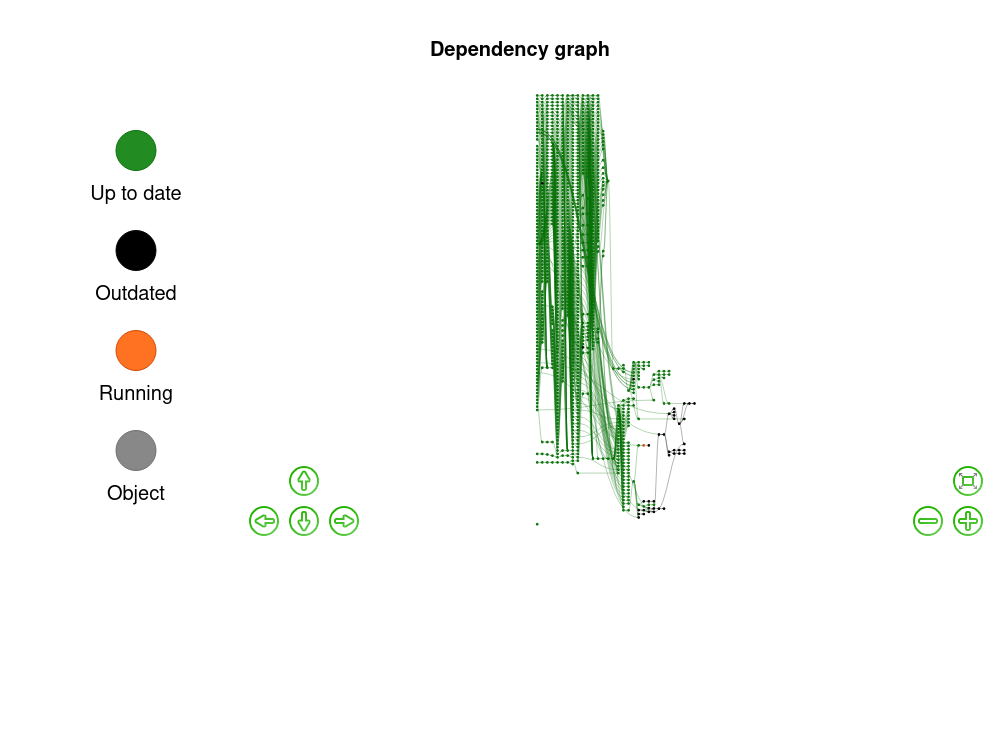 Dependency graph
Up to date
Outdated
Running
Object